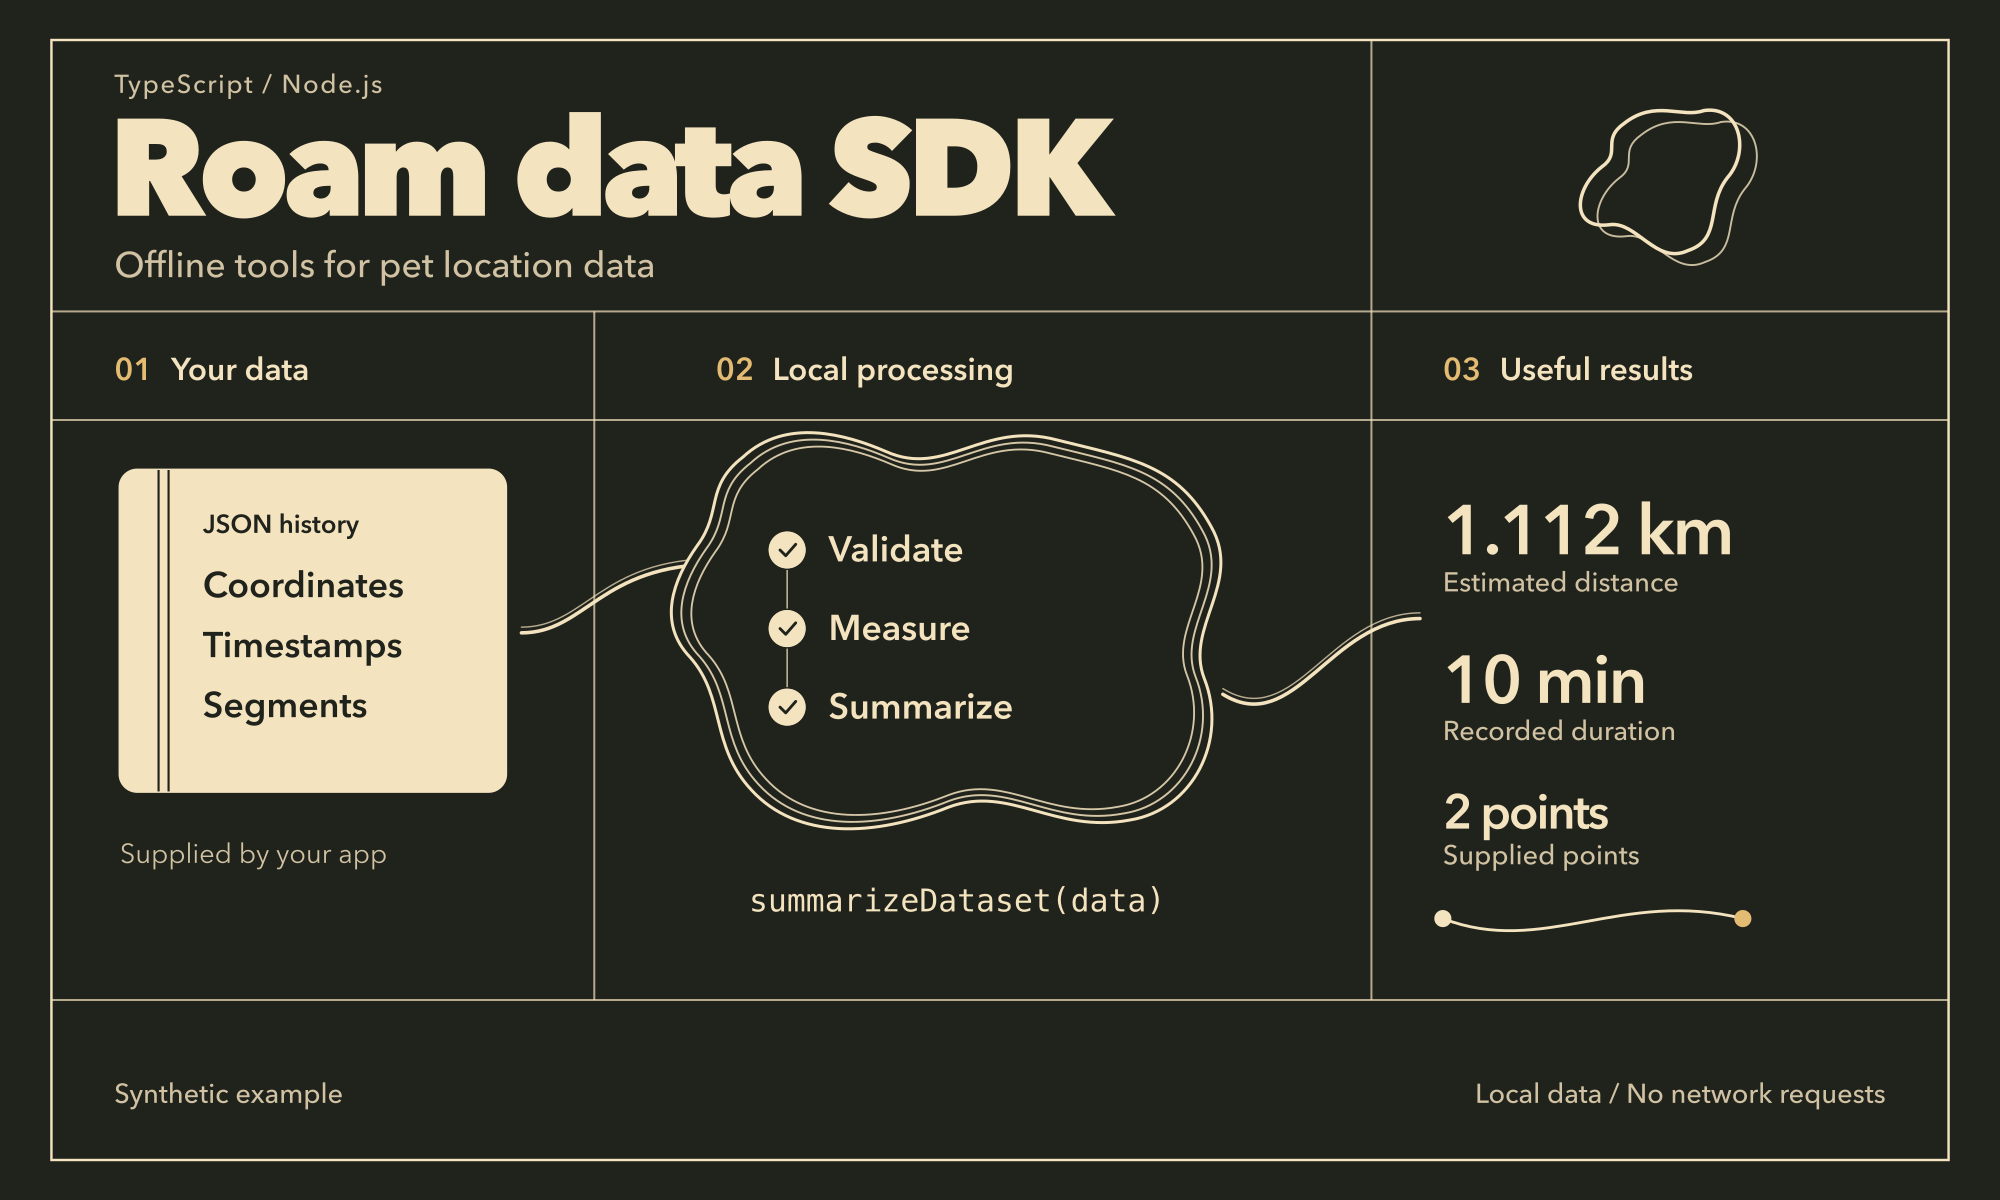 TypeScript / Node.js
Roam data SDK
Offline tools for pet location data
01 Your data
02 Local processing
03 Useful results
JSON history
Coordinates
Timestamps
Segments
Supplied by your app
Validate
Measure
Summarize
summarizeDataset(data)
1.112 km
Estimated distance
10 min
Recorded duration
2 points
Supplied points
Synthetic example
Local data / No network requests